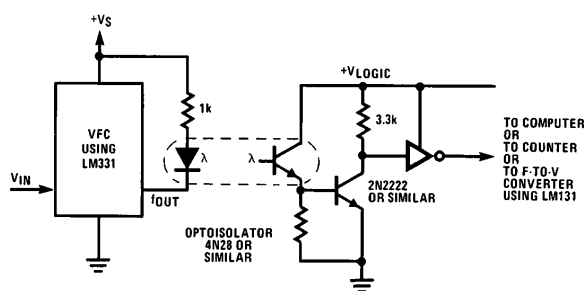 +VS
1k
+VLOGIC
3.3k
VFC
USING
LM331
λ
λ
VIN
fOUT
2N2222
OR SIMILAR
OPTOISOLATOR
4N28 OR
SIMILAR
TO COMPUTER
OR
TO COUNTER
OR
TO F-TO-V
CONVERTER
USING LM131